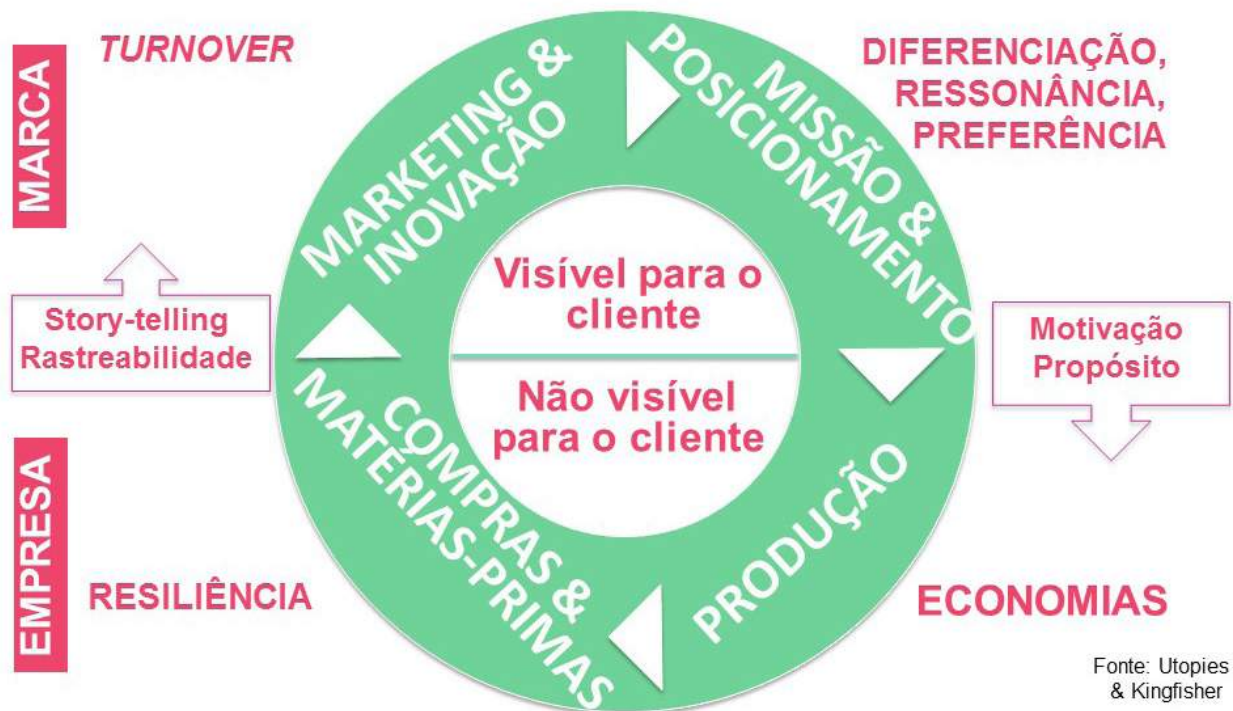 MARCA
TURNOVER
MARKETING &
INOVAÇÃO
MISSÃO &
POSICIONAMENTO
DIFERENCIAÇÃO,
RESSONÂNCIA,
PREFERÊNCIA
Story-telling
Rastreabilidade
Visível para o
cliente
Não visível
para o cliente
Motivação
Propósito
EMPRESA
RESILIÊNCIA
COMPRAS &
MATÉRIAS-PRIMAS
PRODUÇÃO
ECONOMIAS
Fonte: Utopies
& Kingfisher